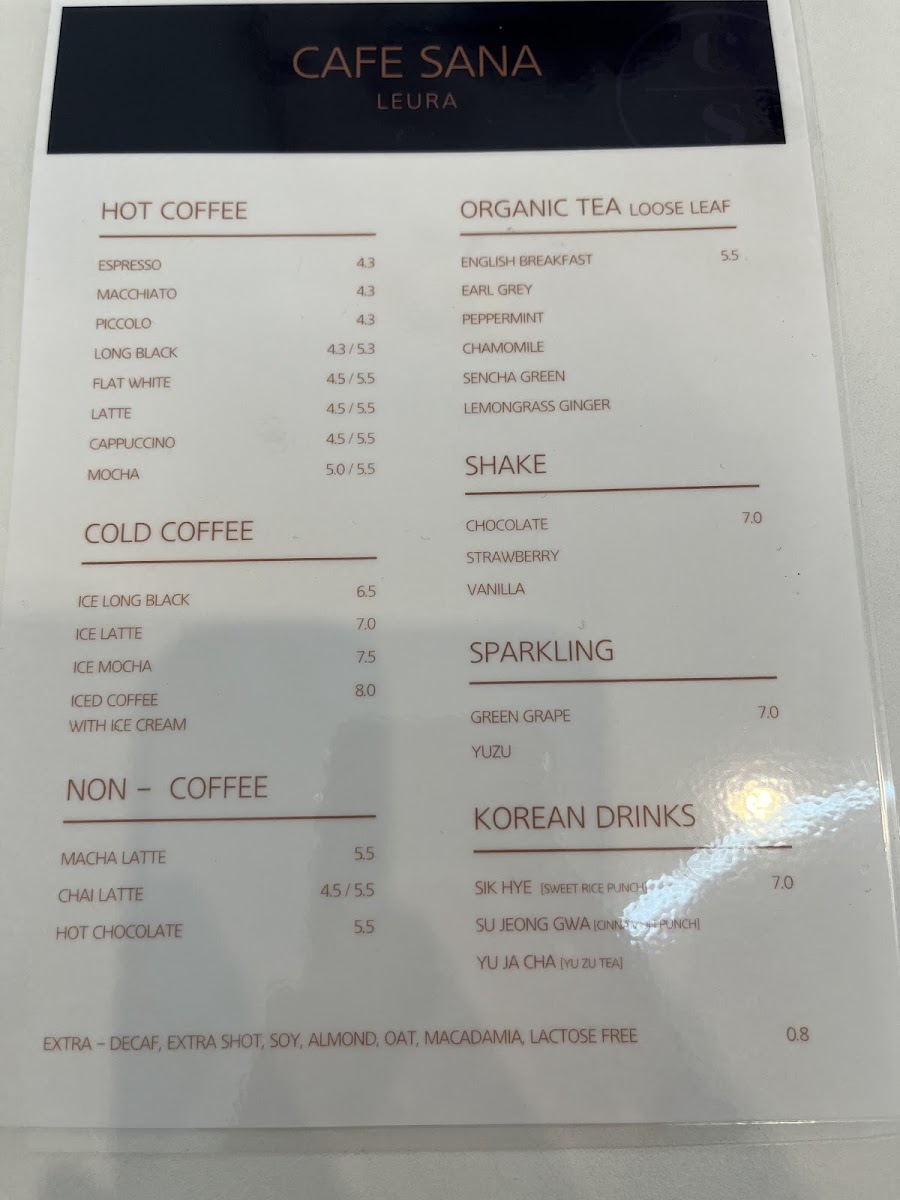 CAFE SANA
LEURA
C
S
HOT COFFEE
ESPRESSO 4.3
MACCHIATO 4.3
PICCOLO 4.3
LONG BLACK 4.3 / 5.3
FLAT WHITE 4.5 / 5.5
LATTE 4.5 / 5.5
CAPPUCCINO 4.5 / 5.5
MOCHA 5.0 / 5.5
COLD COFFEE
ICE LONG BLACK 6.5
ICE LATTE 7.0
ICE MOCHA 7.5
ICED COFFEE 8.0
WITH ICE CREAM
NON - COFFEE
MACHA LATTE 5.5
CHAI LATTE 4.5 / 5.5
HOT CHOCOLATE 5.5
ORGANIC TEA LOOSE LEAF
ENGLISH BREAKFAST 5.5
EARL GREY
PEPPERMINT
CHAMOMILE
SENCHA GREEN
LEMONGRASS GINGER
SHAKE
CHOCOLATE 7.0
STRAWBERRY
VANILLA
SPARKLING
GREEN GRAPE 7.0
YUZU
KOREAN DRINKS
SIK HYE [SWEET RICE PUNCH] 7.0
SU JEONG GWA [CINNAMON PUNCH]
YU JA CHA [YU ZU TEA]
EXTRA – DECAF, EXTRA SHOT, SOY, ALMOND, OAT, MACADAMIA, LACTOSE FREE 0.8